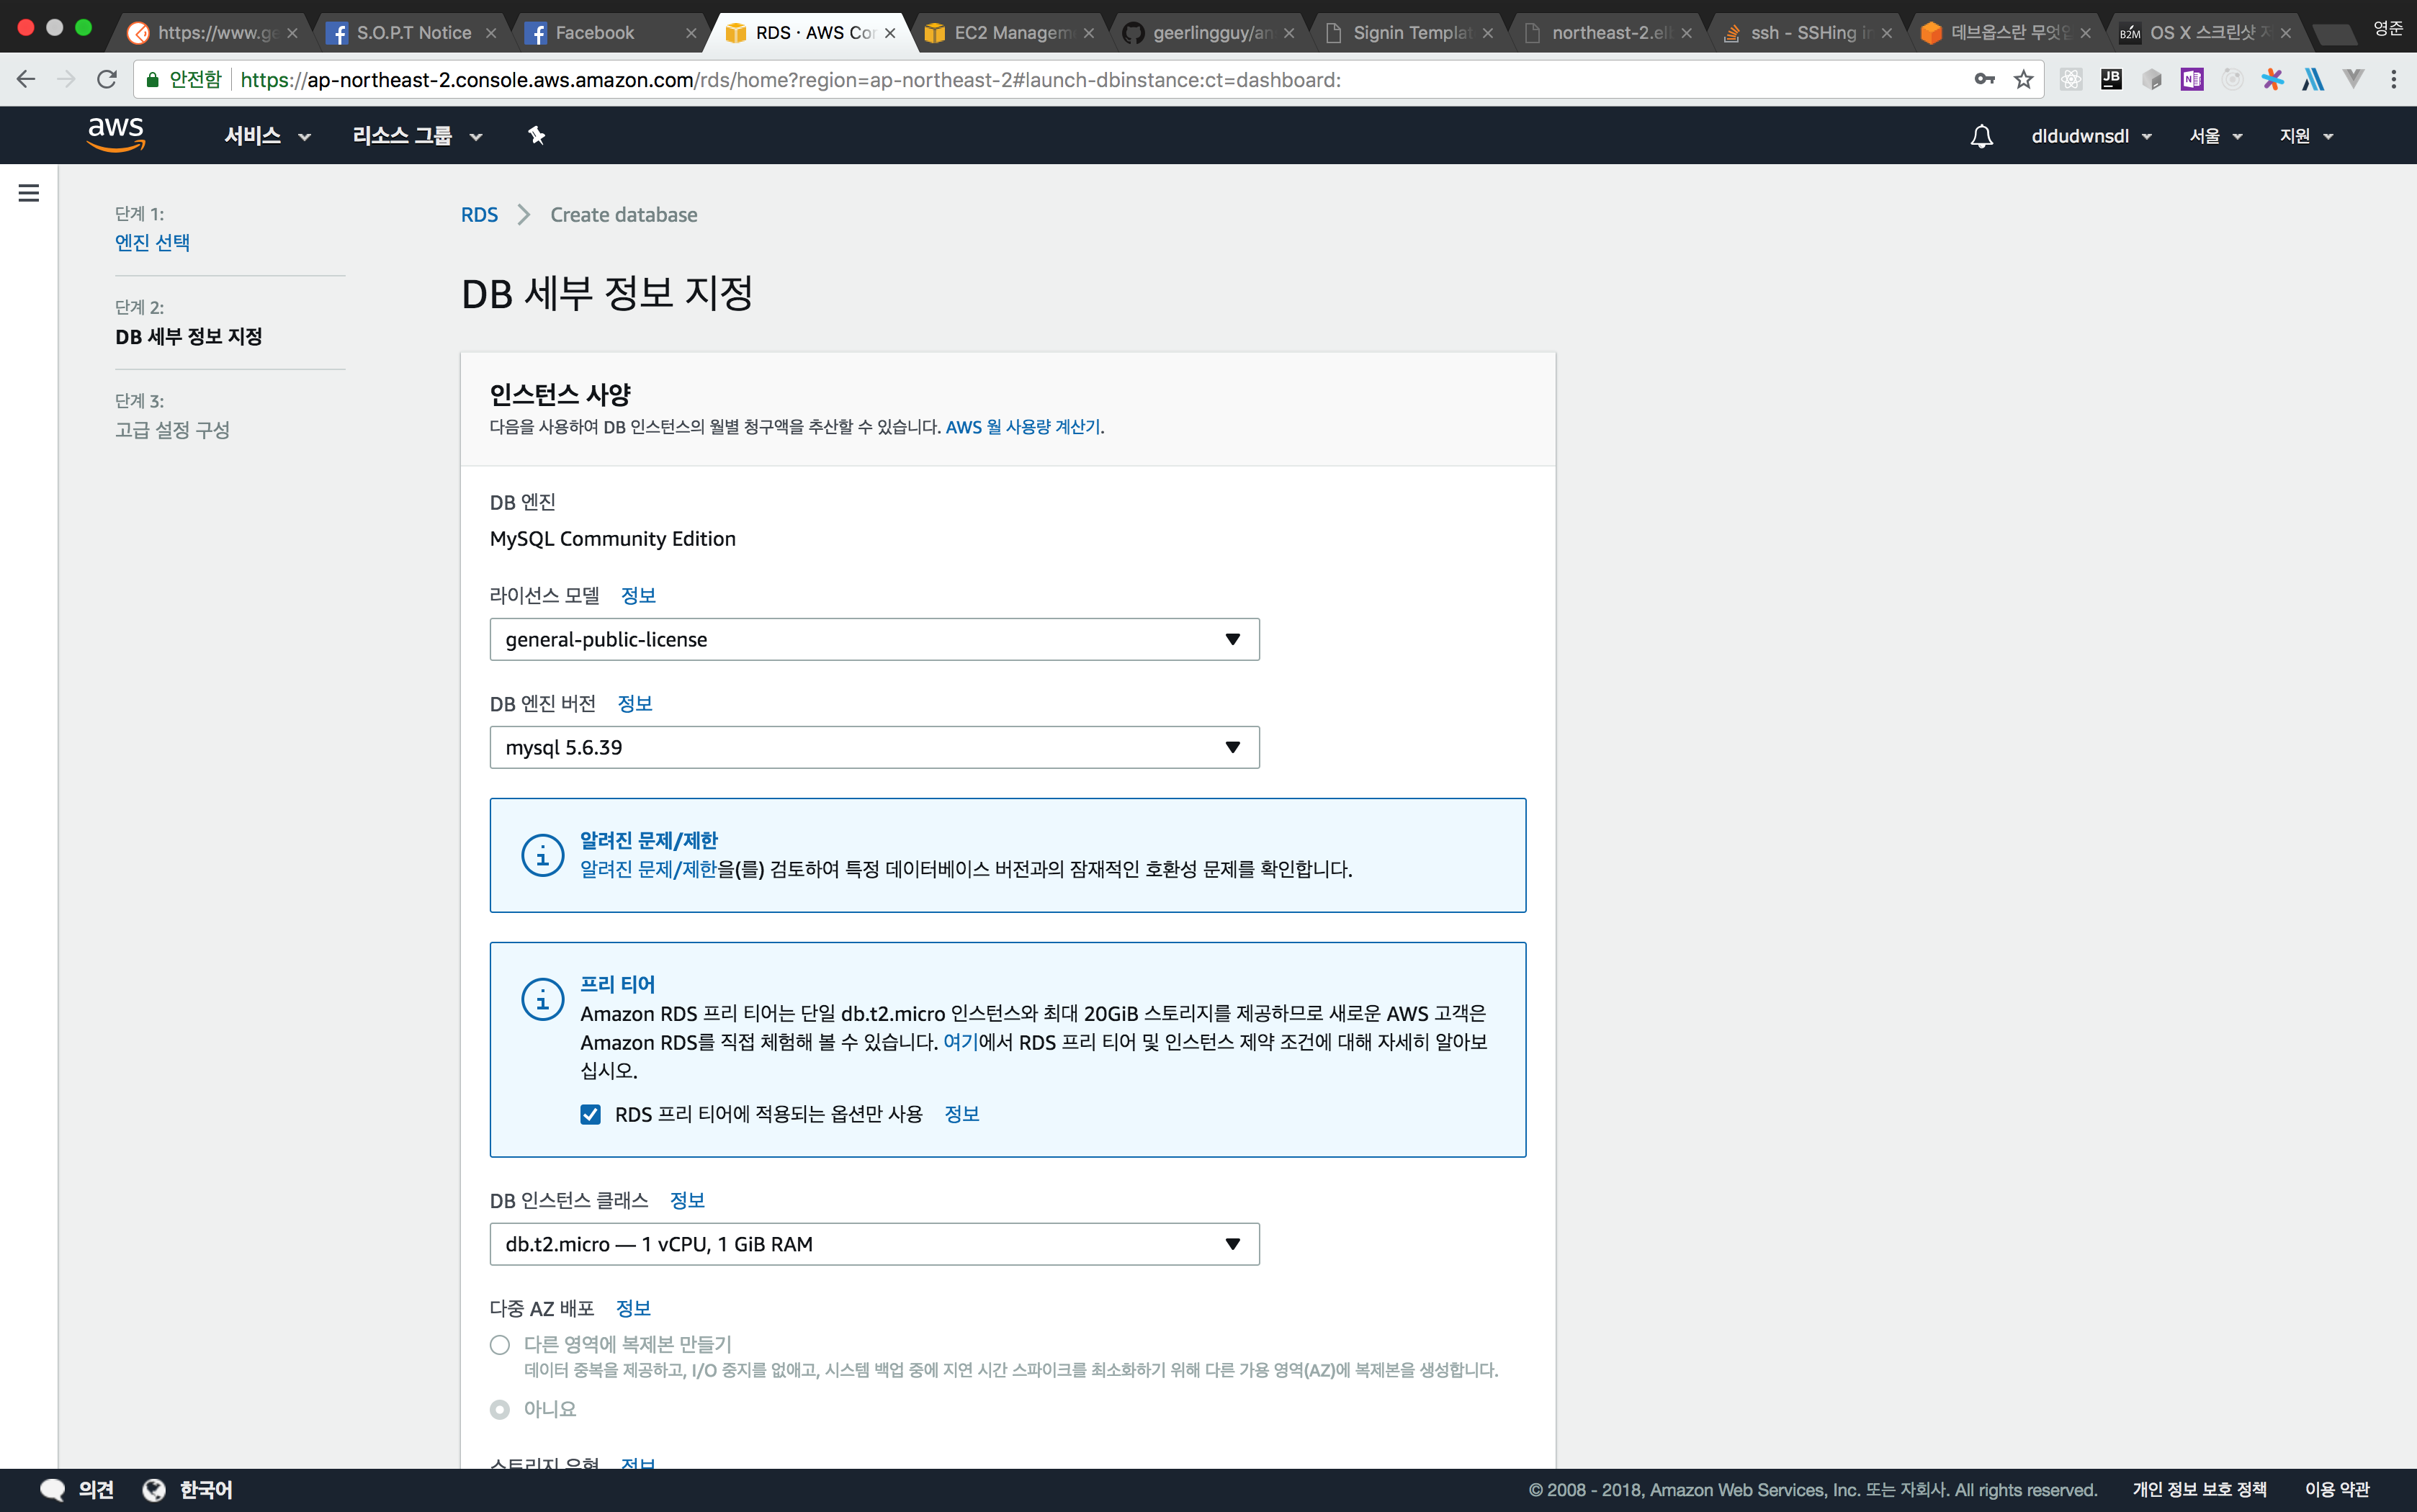 https://www.ge
S.O.P.T Notice
Facebook
RDS · AWS Con
EC2 Managem
geerlingguy/an
Signin Templat
northeast-2.elb
ssh - SSHing in
데브옵스란 무엇입
B2M OS X 스크린샷 저
영준
안전함 https://ap-northeast-2.console.aws.amazon.com/rds/home?region=ap-northeast-2#launch-dbinstance:ct=dashboard:
JB
aws
서비스
리소스 그룹
dldudwnsdl
서울
지원
단계 1:
엔진 선택
단계 2:
DB 세부 정보 지정
단계 3:
고급 설정 구성
RDS
Create database
DB 세부 정보 지정
인스턴스 사양
다음을 사용하여 DB 인스턴스의 월별 청구액을 추산할 수 있습니다. AWS 월 사용량 계산기.
DB 엔진
MySQL Community Edition
라이선스 모델 정보
general-public-license
DB 엔진 버전 정보
mysql 5.6.39
알려진 문제/제한
알려진 문제/제한을(를) 검토하여 특정 데이터베이스 버전과의 잠재적인 호환성 문제를 확인합니다.
프리 티어
Amazon RDS 프리 티어는 단일 db.t2.micro 인스턴스와 최대 20GiB 스토리지를 제공하므로 새로운 AWS 고객은
Amazon RDS를 직접 체험해 볼 수 있습니다. 여기에서 RDS 프리 티어 및 인스턴스 제약 조건에 대해 자세히 알아보
십시오.
RDS 프리 티어에 적용되는 옵션만 사용 정보
DB 인스턴스 클래스 정보
db.t2.micro — 1 vCPU, 1 GiB RAM
다중 AZ 배포 정보
다른 영역에 복제본 만들기
데이터 중복을 제공하고, I/O 중지를 없애고, 시스템 백업 중에 지연 시간 스파이크를 최소화하기 위해 다른 가용 영역(AZ)에 복제본을 생성합니다.
아니요
스토리지 유형 정보
의견
한국어
© 2008 - 2018, Amazon Web Services, Inc. 또는 자회사. All rights reserved.
개인 정보 보호 정책
이용 약관